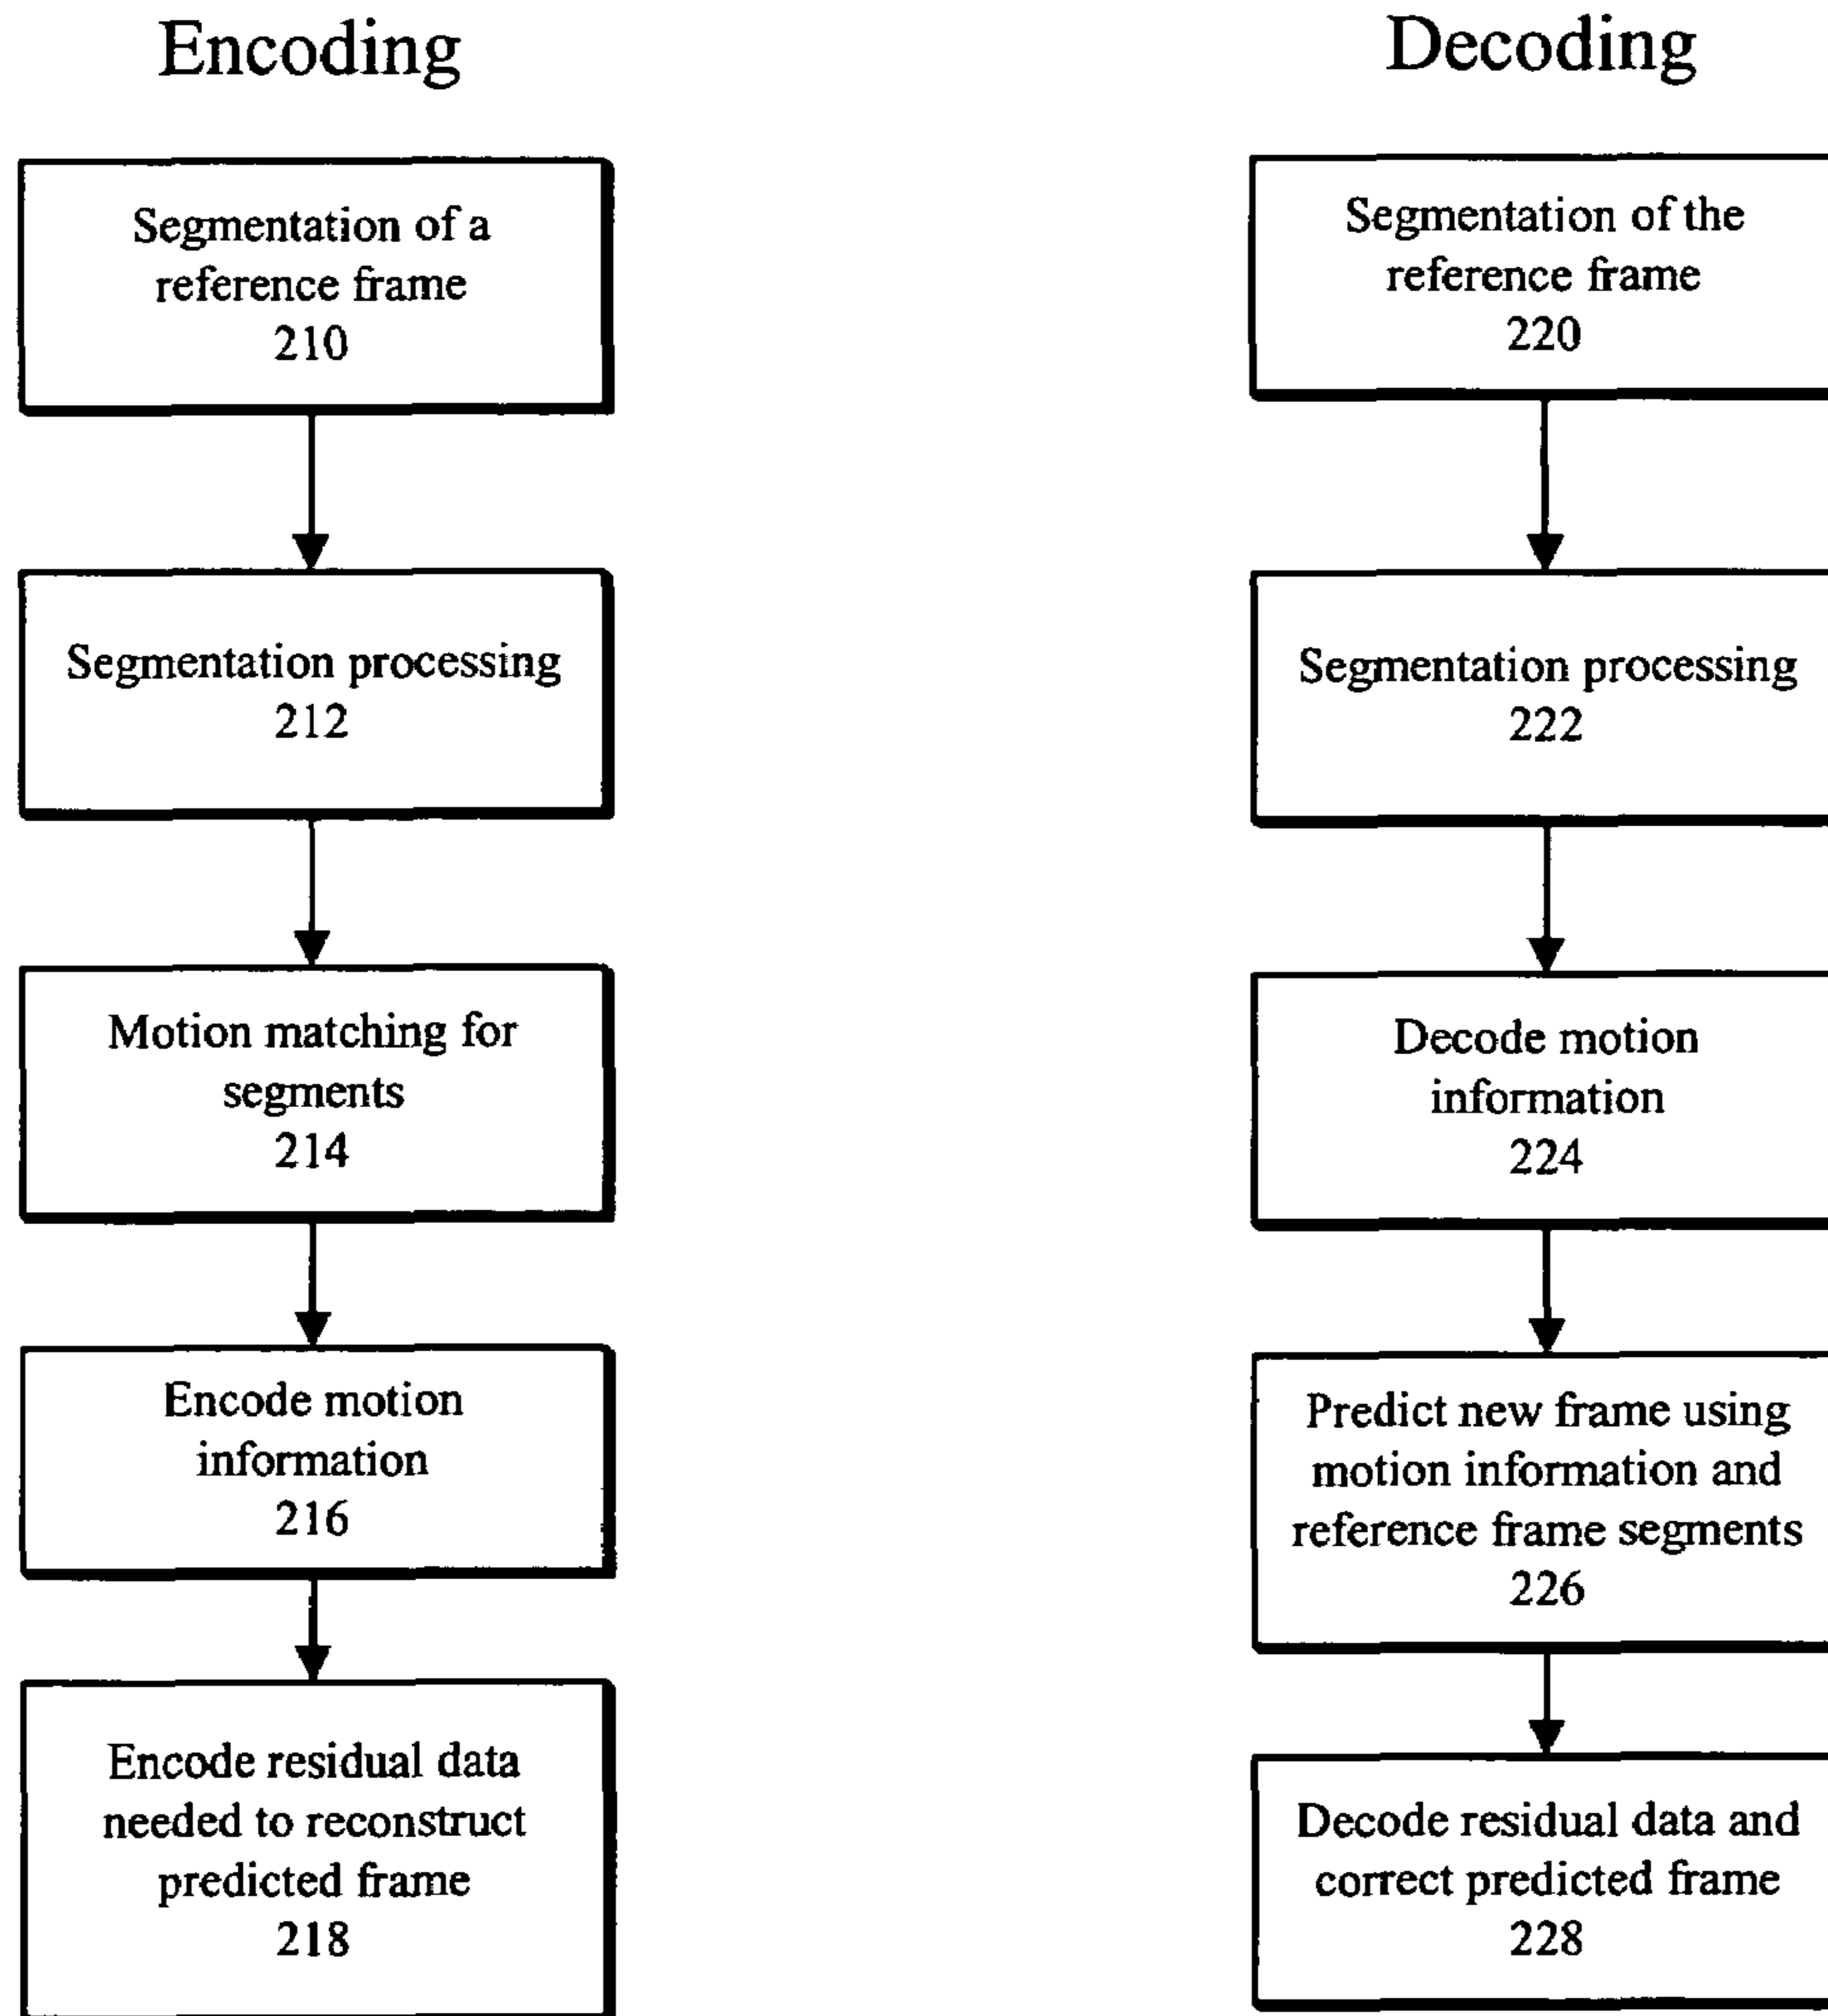 Encoding
Segmentation of a
reference frame
210
Segmentation processing
212
Motion matching for
segments
214
Encode motion
information
216
Encode residual data
needed to reconstruct
predicted frame
218
Decoding
Segmentation of the
reference frame
220
Segmentation processing
222
Decode motion
information
224
Predict new frame using
motion information and
reference frame segments
226
Decode residual data and
correct predicted frame
228